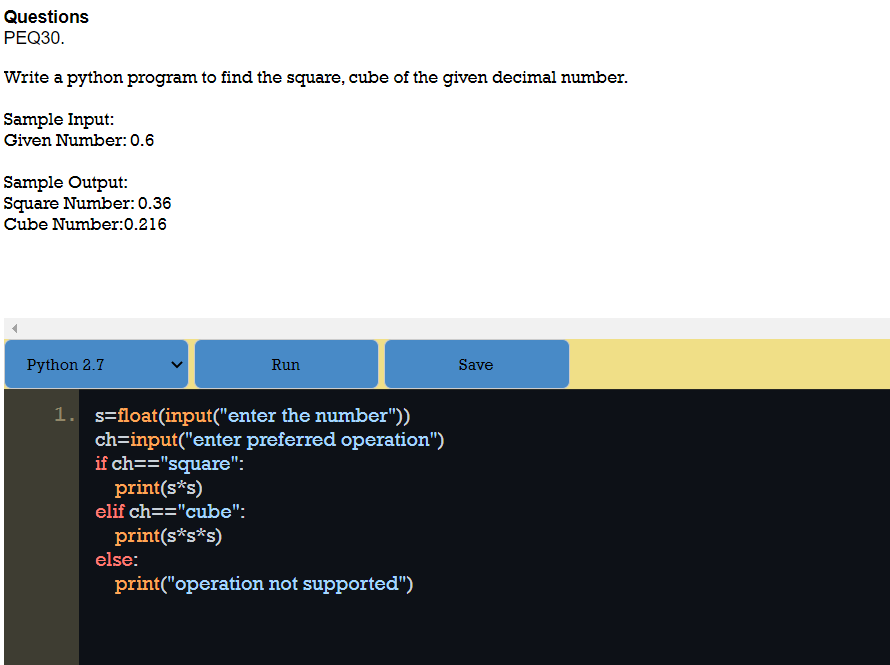 Questions
PEQ30.
Write a python program to find the square, cube of the given decimal number.
Sample Input:
Given Number: 0.6
Sample Output:
Square Number: 0.36
Cube Number:0.216
Python 2.7
Run
Save
1. s=float(input("enter the number"))
ch=input("enter preferred operation")
if ch=="square":
    print(s*s)
elif ch=="cube":
    print(s*s*s)
else:
    print("operation not supported")